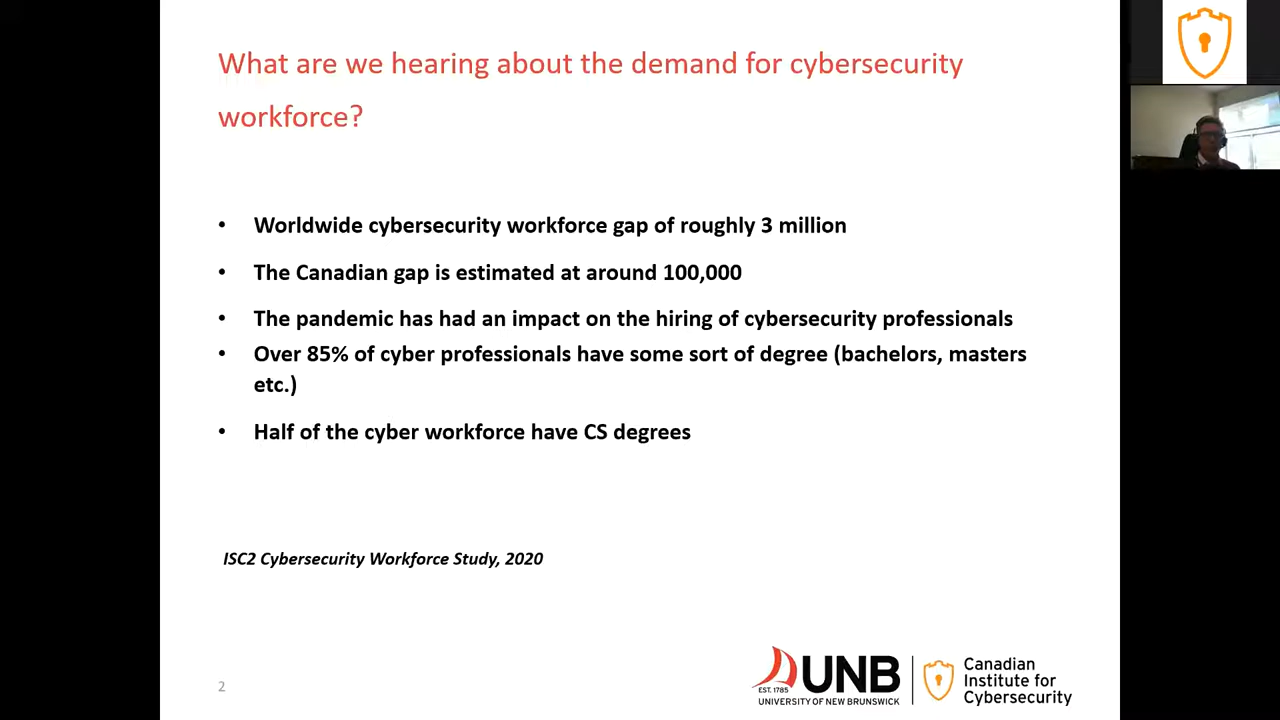 What are we hearing about the demand for cybersecurity
workforce?
• Worldwide cybersecurity workforce gap of roughly 3 million
• The Canadian gap is estimated at around 100,000
• The pandemic has had an impact on the hiring of cybersecurity professionals
• Over 85% of cyber professionals have some sort of degree (bachelors, masters
etc.)
• Half of the cyber workforce have CS degrees
ISC2 Cybersecurity Workforce Study, 2020
2
EST. 1785
UNB
UNIVERSITY OF NEW BRUNSWICK
Canadian
Institute for
Cybersecurity